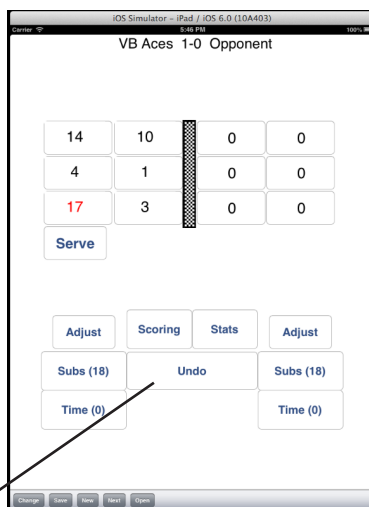 iOS Simulator – iPad / iOS 6.0 (10A403)
Carrier 5:46 PM 100%
VB Aces 1-0 Opponent
14 10 0 0
4 1 0 0
17 3 0 0
Serve
Adjust Scoring Stats Adjust
Subs (18) Undo Subs (18)
Time (0) Time (0)
Change Save New Next Open